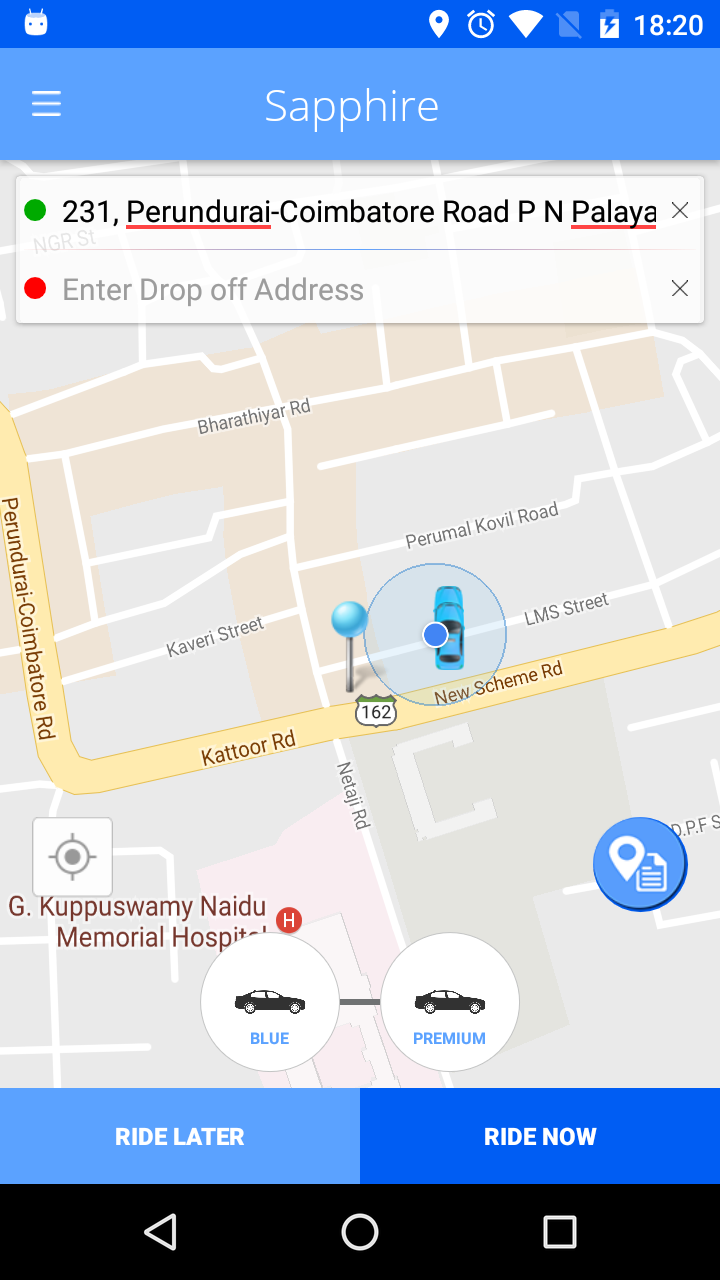 18:20
Sapphire
231, Perundurai-Coimbatore Road P N Palaya
NGR St
Enter Drop off Address
Bharathiyar Rd
Perundurai-Coimbatore Rd
Perumal Kovil Road
LMS Street
Kaveri Street
New Scheme Rd
162
Kattoor Rd
Netaji Rd
D.P.F S
G. Kuppuswamy Naidu
Memorial Hospital
H
BLUE
PREMIUM
RIDE LATER
RIDE NOW